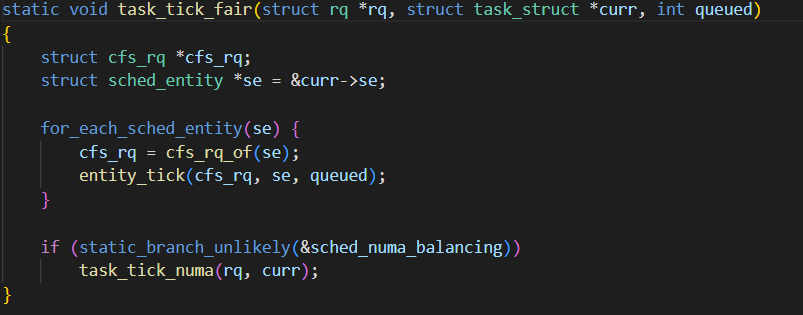 static void task_tick_fair(struct rq *rq, struct task_struct *curr, int queued)
{
    struct cfs_rq *cfs_rq;
    struct sched_entity *se = &curr->se;

    for_each_sched_entity(se) {
        cfs_rq = cfs_rq_of(se);
        entity_tick(cfs_rq, se, queued);
    }

    if (static_branch_unlikely(&sched_numa_balancing))
        task_tick_numa(rq, curr);
}